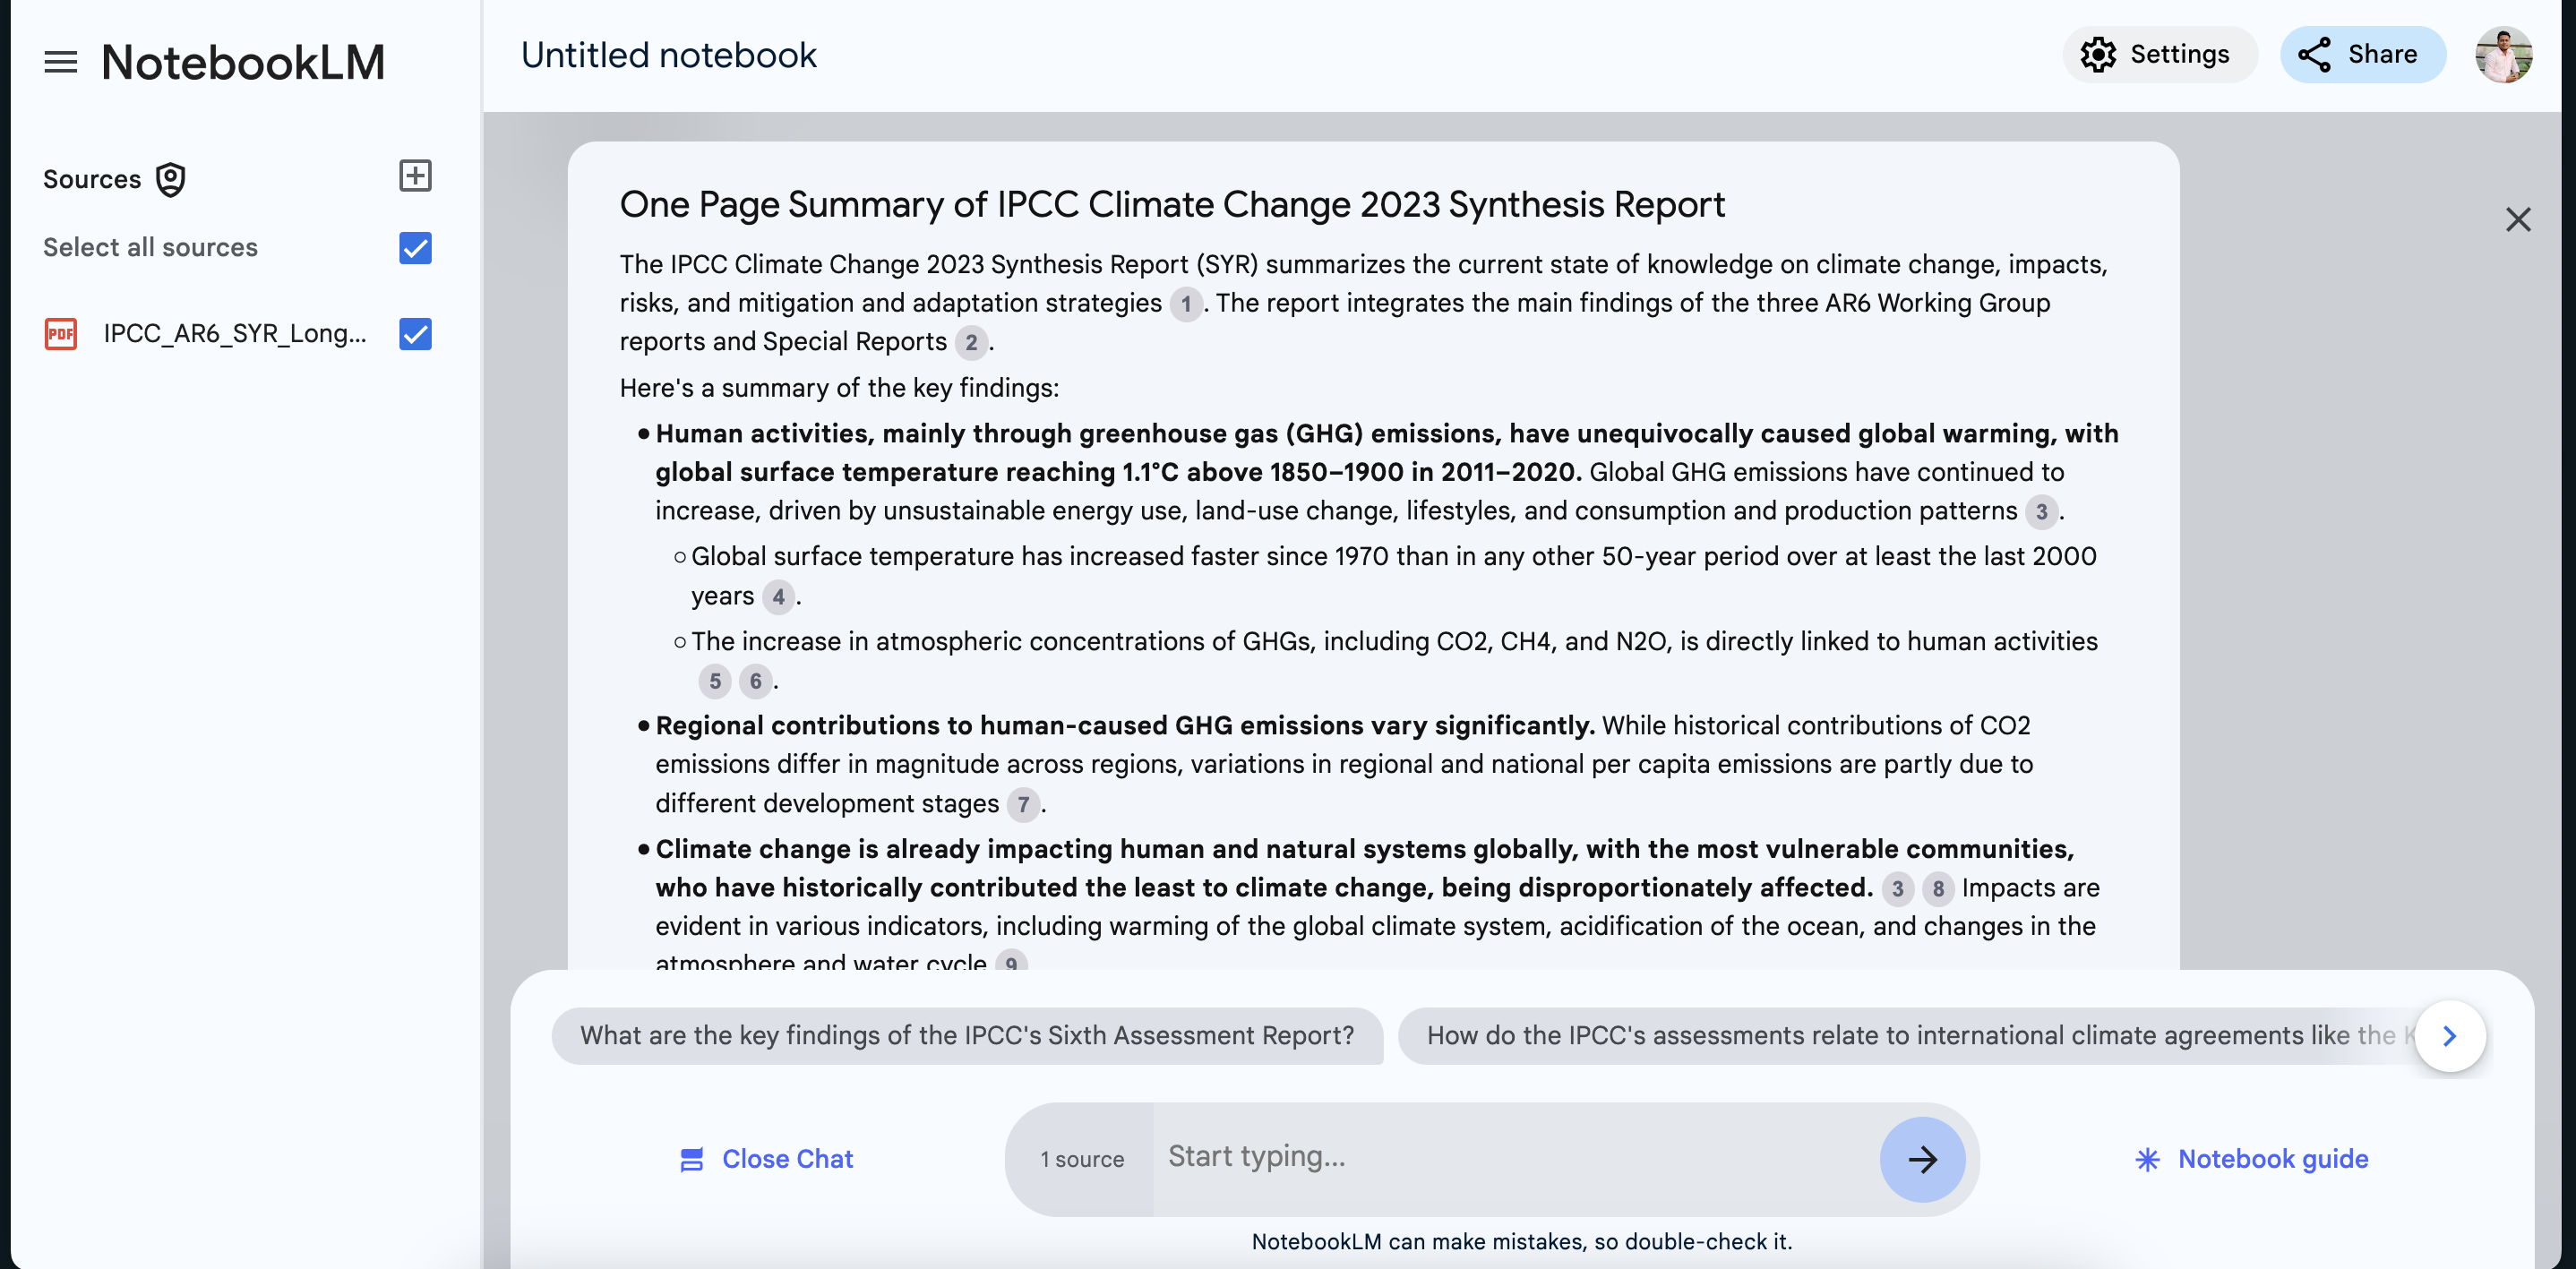 NotebookLM
Untitled notebook
Settings
Share
Sources
Select all sources
PDF
IPCC_AR6_SYR_Long...
One Page Summary of IPCC Climate Change 2023 Synthesis Report
The IPCC Climate Change 2023 Synthesis Report (SYR) summarizes the current state of knowledge on climate change, impacts,
risks, and mitigation and adaptation strategies 1. The report integrates the main findings of the three AR6 Working Group
reports and Special Reports 2.
Here's a summary of the key findings:
● Human activities, mainly through greenhouse gas (GHG) emissions, have unequivocally caused global warming, with
global surface temperature reaching 1.1°C above 1850–1900 in 2011–2020. Global GHG emissions have continued to
increase, driven by unsustainable energy use, land-use change, lifestyles, and consumption and production patterns 3.
○ Global surface temperature has increased faster since 1970 than in any other 50-year period over at least the last 2000
years 4.
○ The increase in atmospheric concentrations of GHGs, including CO2, CH4, and N2O, is directly linked to human activities
5 6.
● Regional contributions to human-caused GHG emissions vary significantly. While historical contributions of CO2
emissions differ in magnitude across regions, variations in regional and national per capita emissions are partly due to
different development stages 7.
● Climate change is already impacting human and natural systems globally, with the most vulnerable communities,
who have historically contributed the least to climate change, being disproportionately affected. 3 8 Impacts are
evident in various indicators, including warming of the global climate system, acidification of the ocean, and changes in the
atmosphere and water cycle 9
What are the key findings of the IPCC's Sixth Assessment Report?
How do the IPCC's assessments relate to international climate agreements like the K
Close Chat
1 source
Start typing...
Notebook guide
NotebookLM can make mistakes, so double-check it.